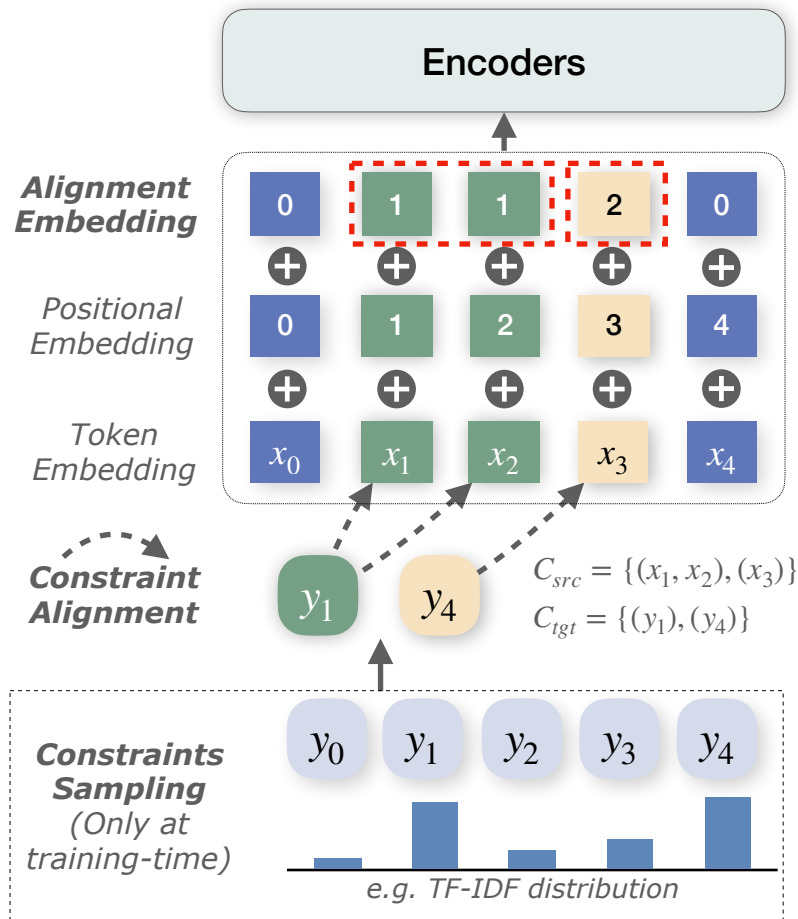 Encoders
Alignment
Embedding
0 1 1 2 0
Positional
Embedding
0 1 2 3 4
Token
Embedding
x₀ x₁ x₂ x₃ x₄
Constraint
Alignment
y₁ y₄
C_src = {(x₁, x₂), (x₃)}
C_tgt = {(y₁), (y₄)}
Constraints
Sampling
(Only at
training-time)
y₀ y₁ y₂ y₃ y₄
e.g. TF-IDF distribution